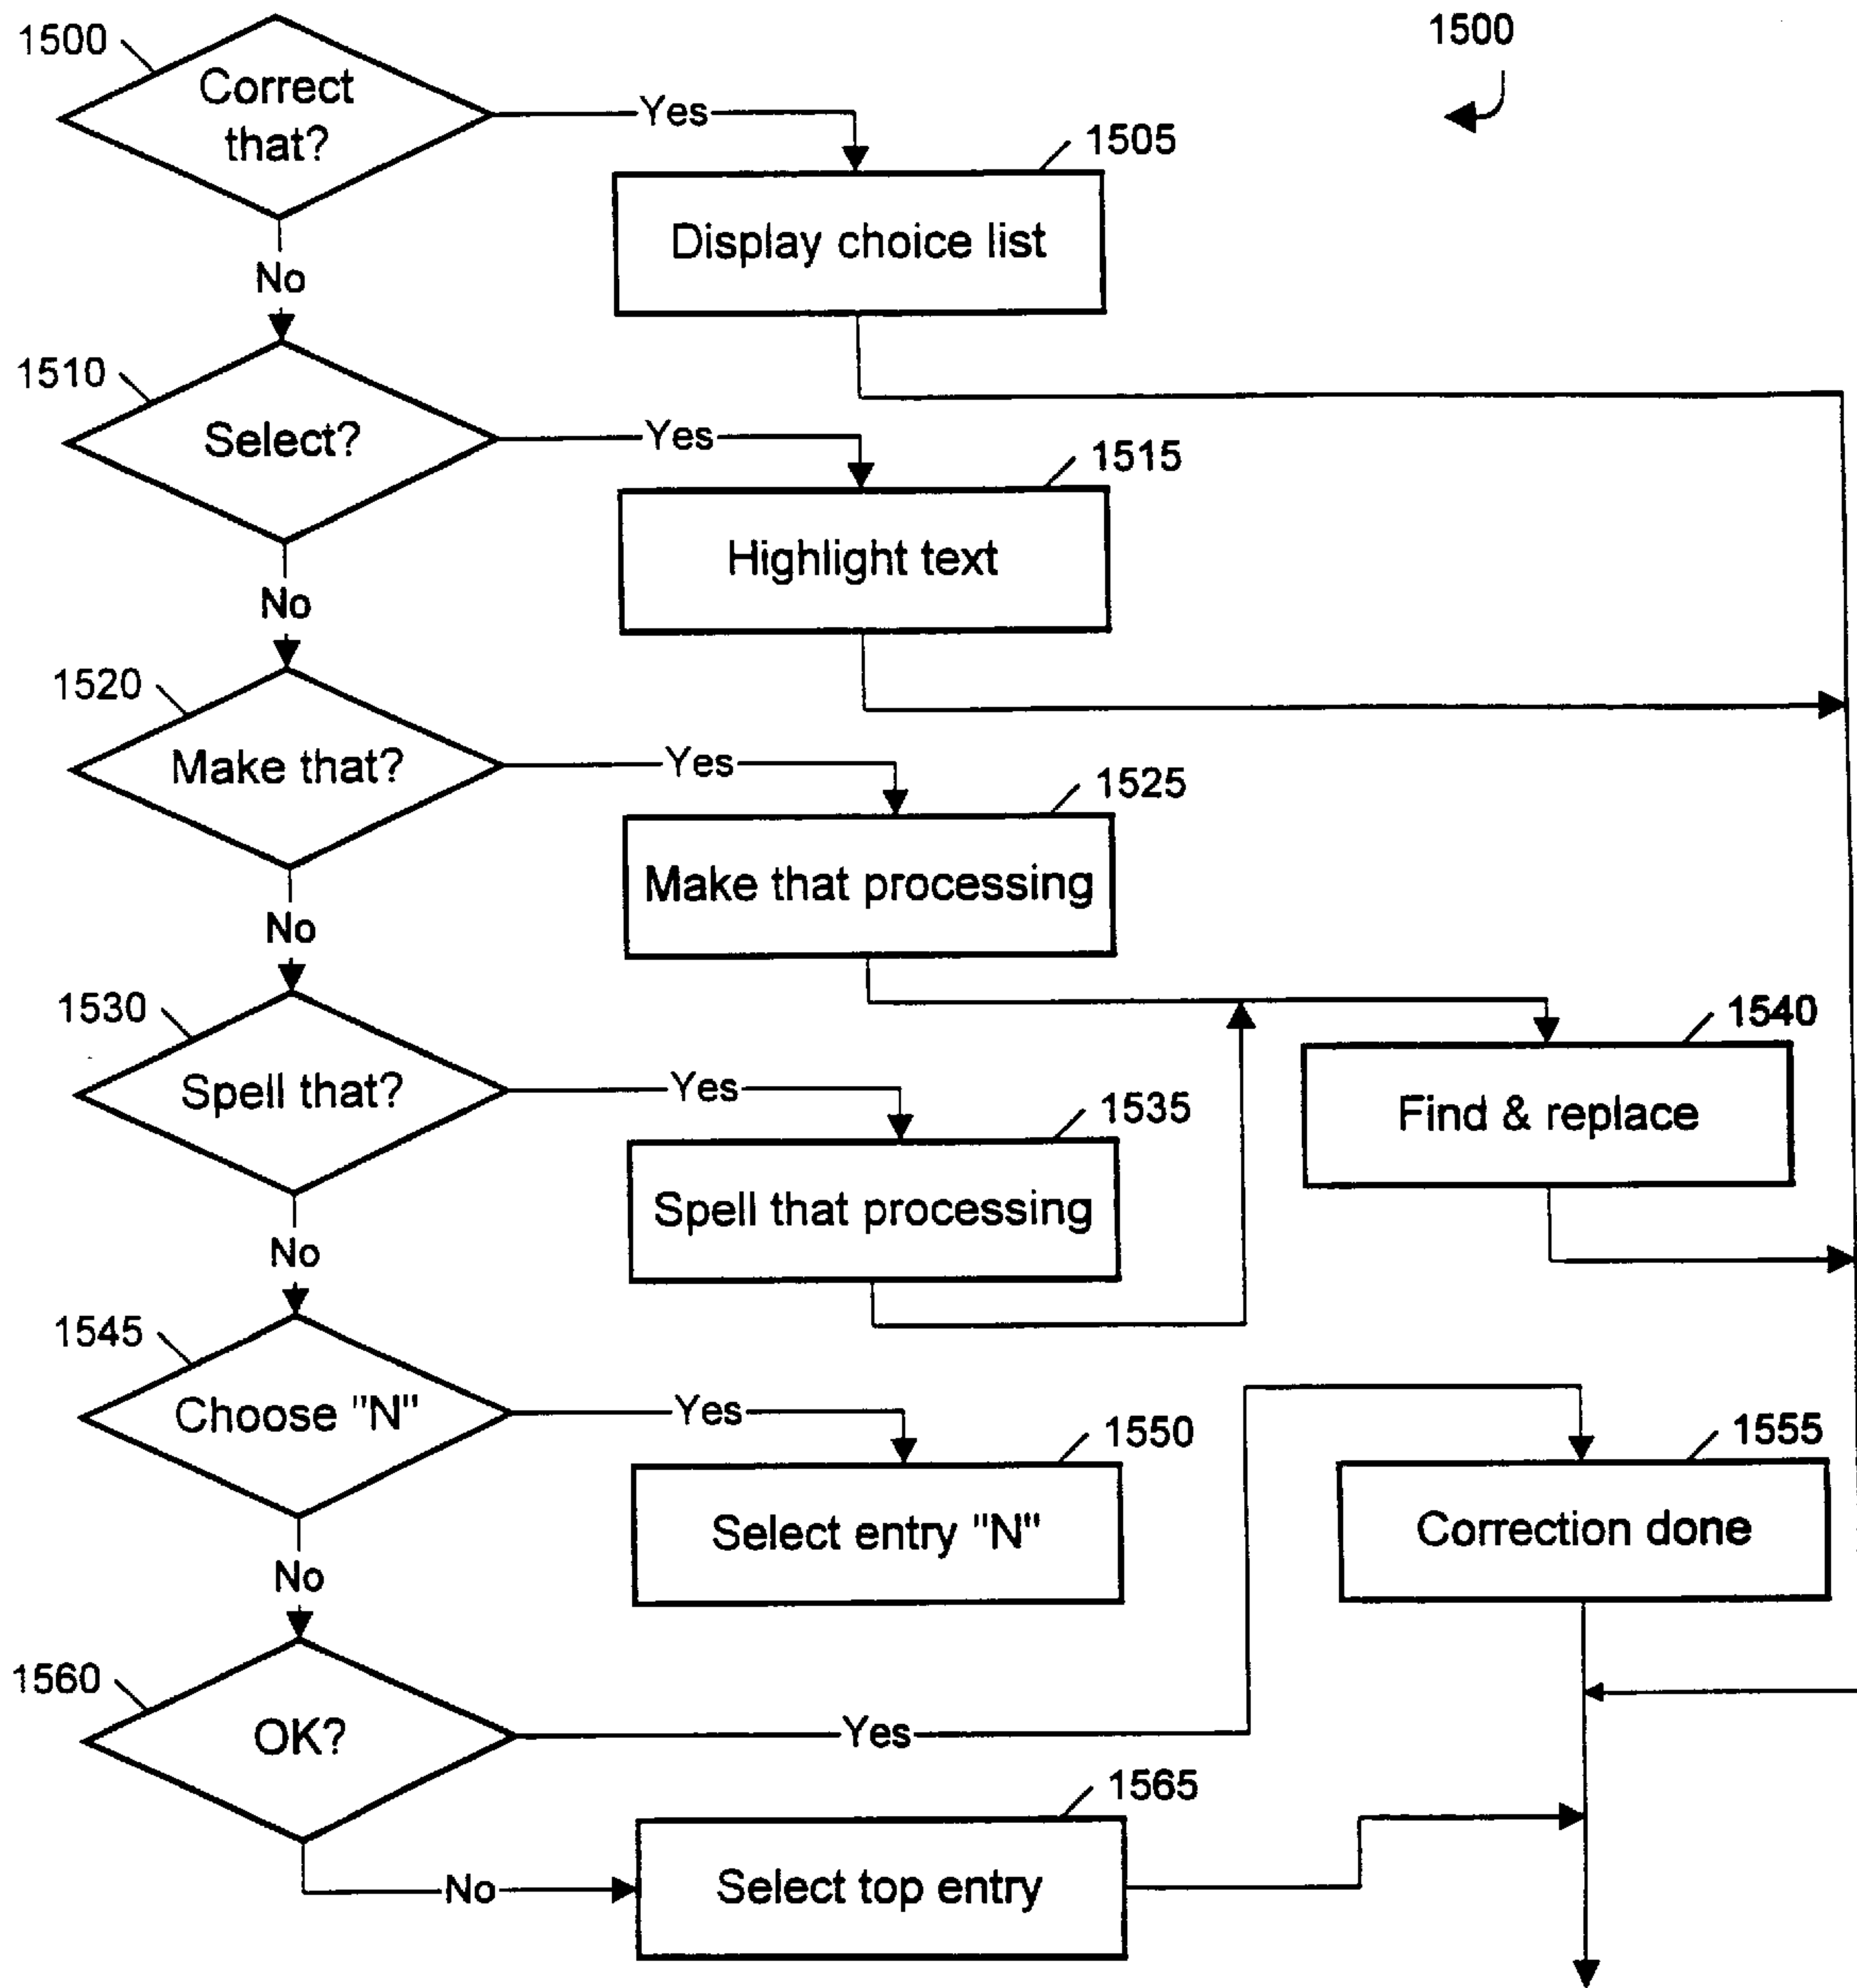 1500
Correct
that?
Yes
1500
1505
Display choice list
No
1510
Select?
Yes
1515
Highlight text
No
1520
Make that?
Yes
1525
Make that processing
No
1530
Spell that?
Yes
1535
Spell that processing
1540
Find & replace
No
1545
Choose "N"
Yes
1550
Select entry "N"
1555
Correction done
No
1560
OK?
Yes
1565
No
Select top entry